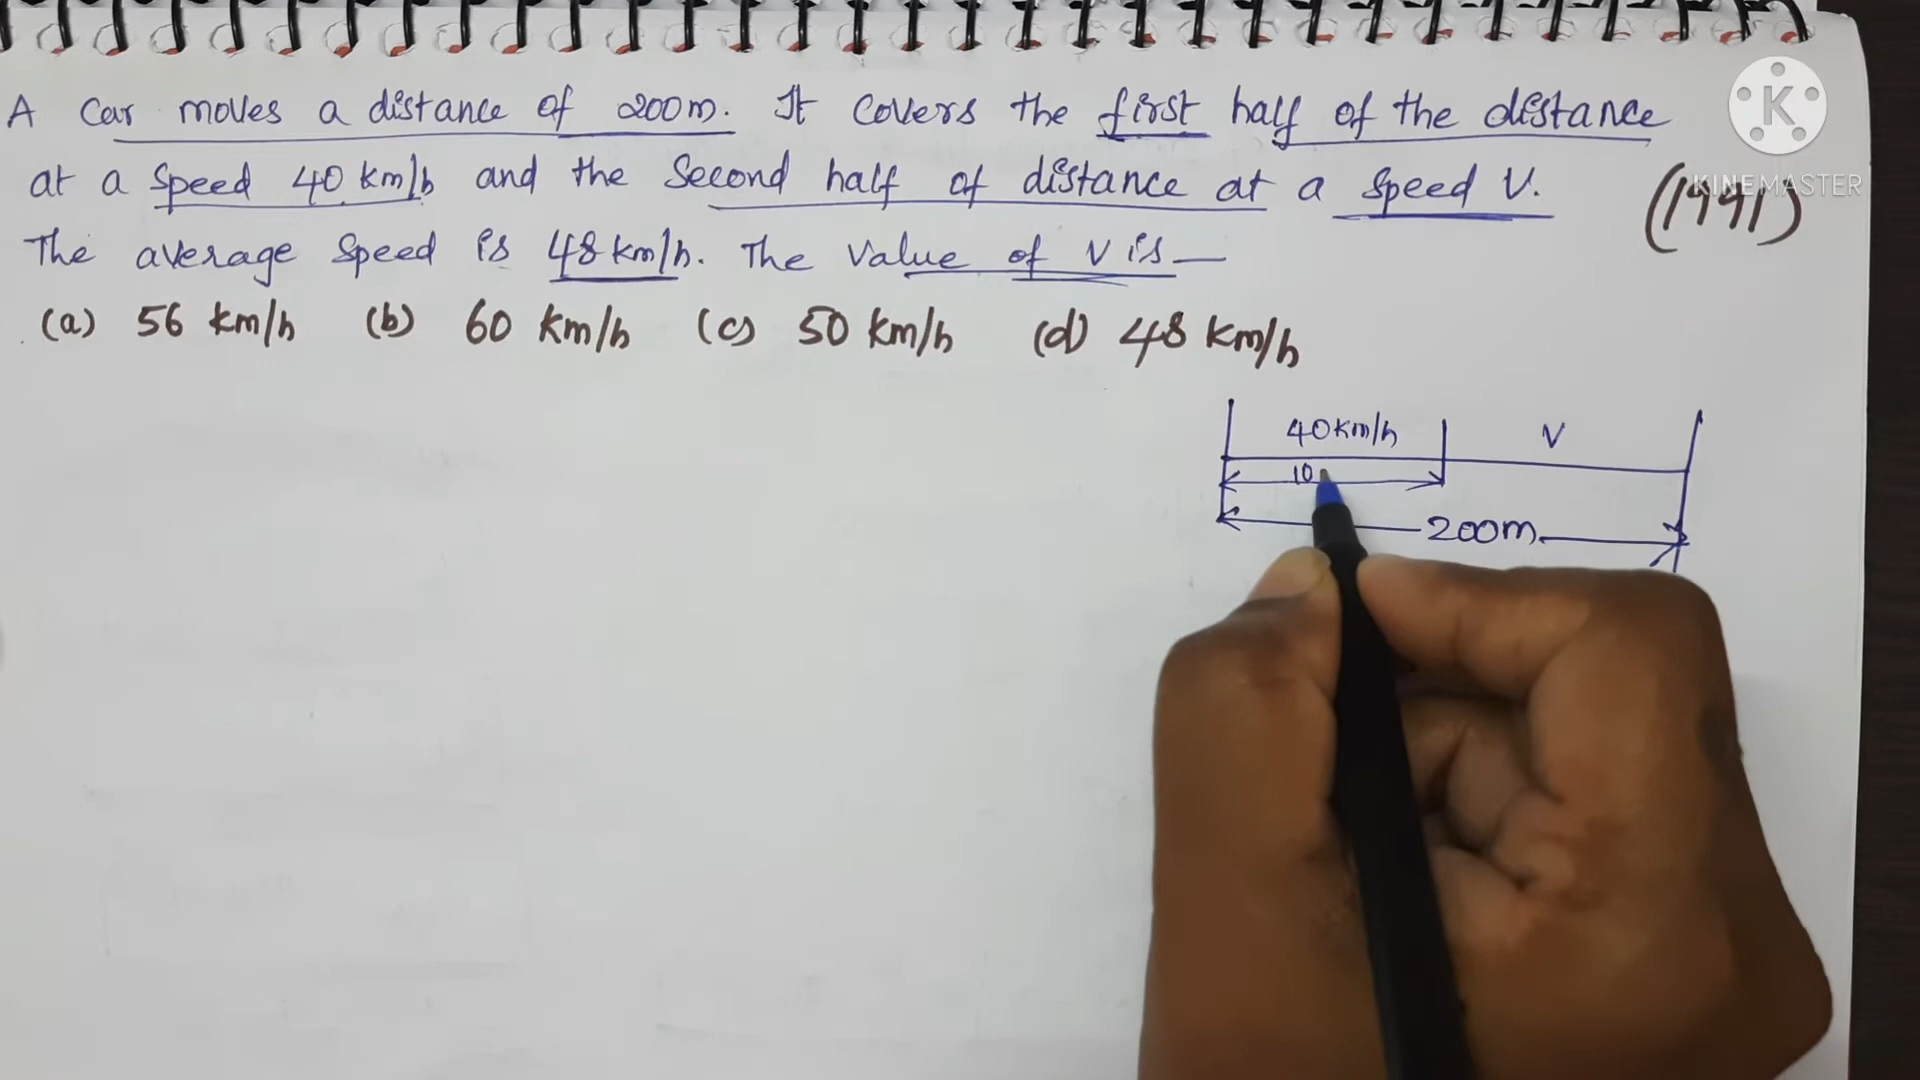 A car moves a distance of 200m. It covers the first half of the distance
at a speed 40 km/h and the second half of distance at a speed V.
(1991)
The average speed is 48 km/h. The value of V is —
(a) 56 km/h (b) 60 km/h (c) 50 km/h (d) 48 km/h
40km/h V
10
200m
K
KINEMASTER